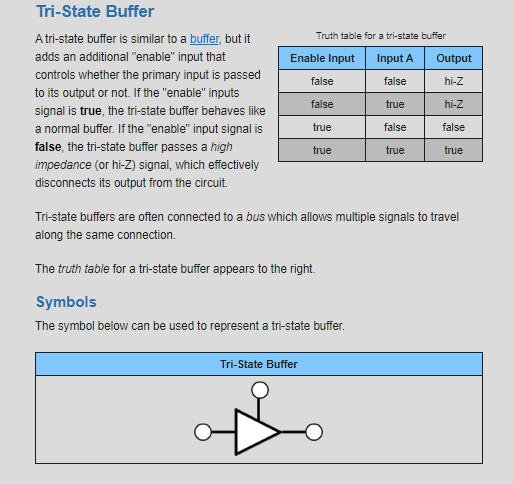 Tri-State Buffer
A tri-state buffer is similar to a buffer, but it
adds an additional "enable" input that
controls whether the primary input is passed
to its output or not. If the "enable" inputs
signal is true, the tri-state buffer behaves like
a normal buffer. If the "enable" input signal is
false, the tri-state buffer passes a high
impedance (or hi-Z) signal, which effectively
disconnects its output from the circuit.
Truth table for a tri-state buffer
Enable Input Input A Output
false false hi-Z
false true hi-Z
true false false
true true true
Tri-state buffers are often connected to a bus which allows multiple signals to travel
along the same connection.
The truth table for a tri-state buffer appears to the right.
Symbols
The symbol below can be used to represent a tri-state buffer.
Tri-State Buffer